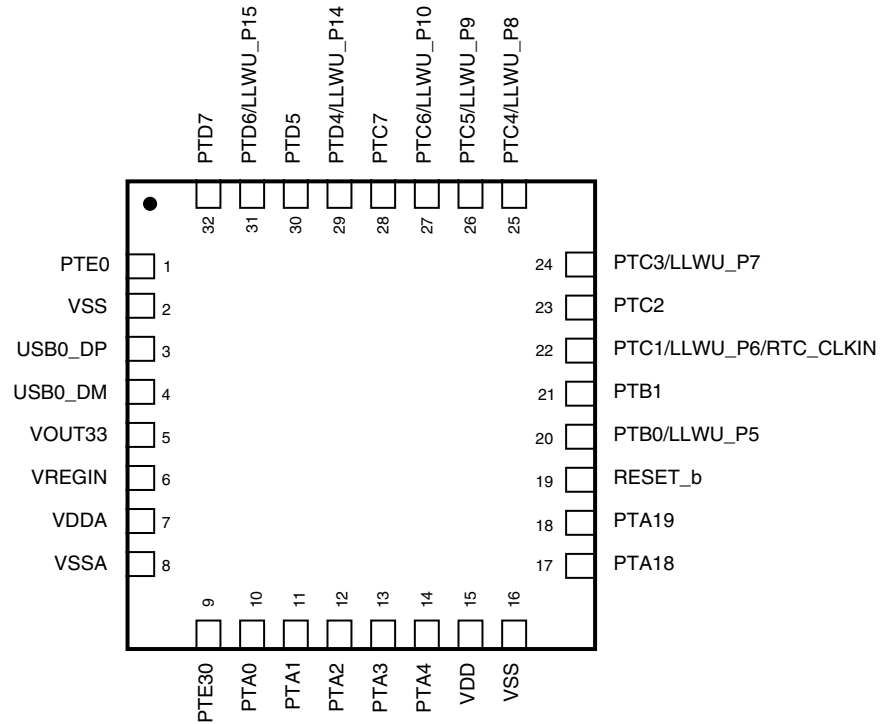 PTD7
PTD6/LLWU_P15
PTD5
PTD4/LLWU_P14
PTC7
PTC6/LLWU_P10
PTC5/LLWU_P9
PTC4/LLWU_P8
32
31
30
29
28
27
26
25
PTE0
1
VSS
2
USB0_DP
3
USB0_DM
4
VOUT33
5
VREGIN
6
VDDA
7
VSSA
8
24
PTC3/LLWU_P7
23
PTC2
22
PTC1/LLWU_P6/RTC_CLKIN
21
PTB1
20
PTB0/LLWU_P5
19
RESET_b
18
PTA19
17
PTA18
9
10
11
12
13
14
15
16
PTE30
PTA0
PTA1
PTA2
PTA3
PTA4
VDD
VSS